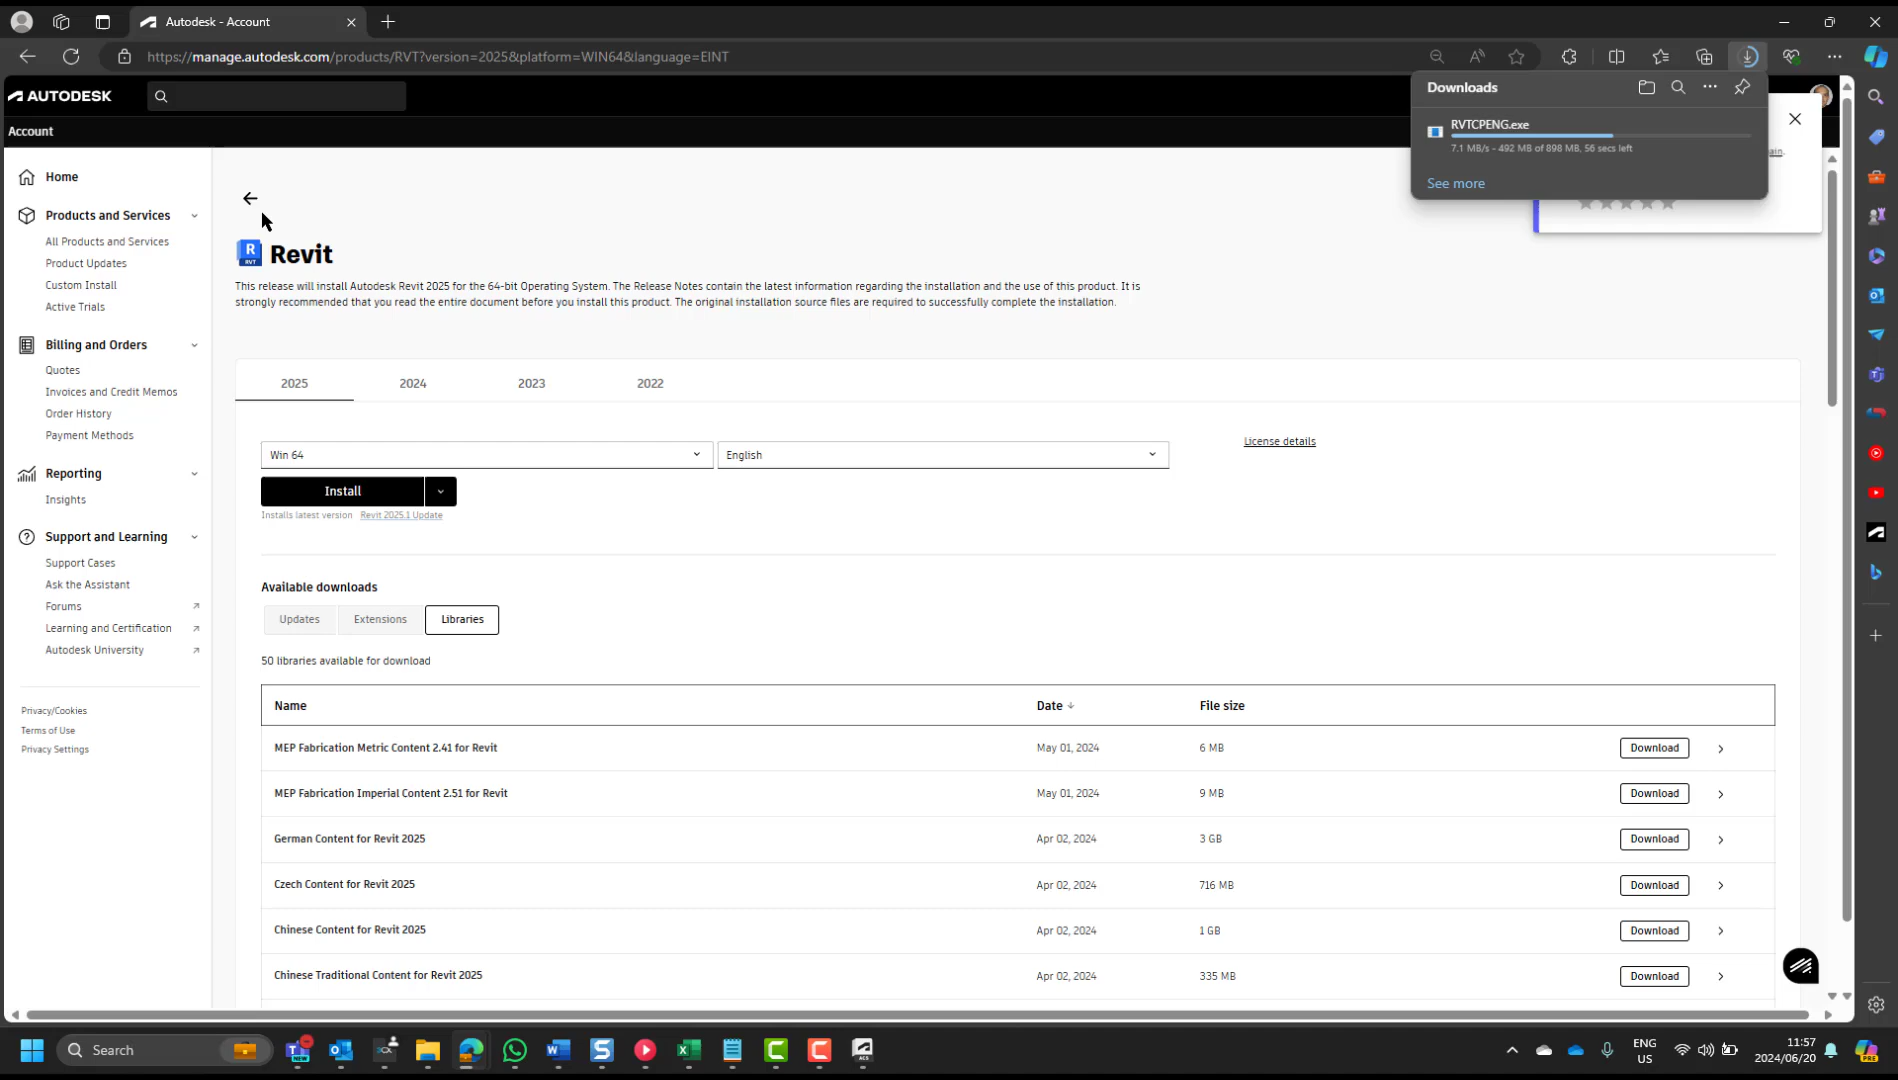 Autodesk - Account
https://manage.autodesk.com/products/RVT?version=2025&platform=WIN64&language=EINT
AUTODESK
Account
Downloads
RVTCPENG.exe
7.1 MB/s - 492 MB of 898 MB, 56 secs left
See more
Home
Products and Services
All Products and Services
Product Updates
Custom Install
Active Trials
Billing and Orders
Quotes
Invoices and Credit Memos
Order History
Payment Methods
Reporting
Insights
Support and Learning
Support Cases
Ask the Assistant
Forums
Learning and Certification
Autodesk University
Privacy/Cookies
Terms of Use
Privacy Settings
R
RVT
Revit
This release will install Autodesk Revit 2025 for the 64-bit Operating System. The Release Notes contain the latest information regarding the installation and the use of this product. It is
strongly recommended that you read the entire document before you install this product. The original installation source files are required to successfully complete the installation.
2025 2024 2023 2022
Win 64 English License details
Install
Installs latest version Revit 2025.1 Update
Available downloads
Updates Extensions Libraries
50 libraries available for download
Name Date File size
MEP Fabrication Metric Content 2.41 for Revit May 01, 2024 6 MB Download
MEP Fabrication Imperial Content 2.51 for Revit May 01, 2024 9 MB Download
German Content for Revit 2025 Apr 02, 2024 3 GB Download
Czech Content for Revit 2025 Apr 02, 2024 716 MB Download
Chinese Content for Revit 2025 Apr 02, 2024 1 GB Download
Chinese Traditional Content for Revit 2025 Apr 02, 2024 335 MB Download
Search
ENG
US
11:57
2024/06/20